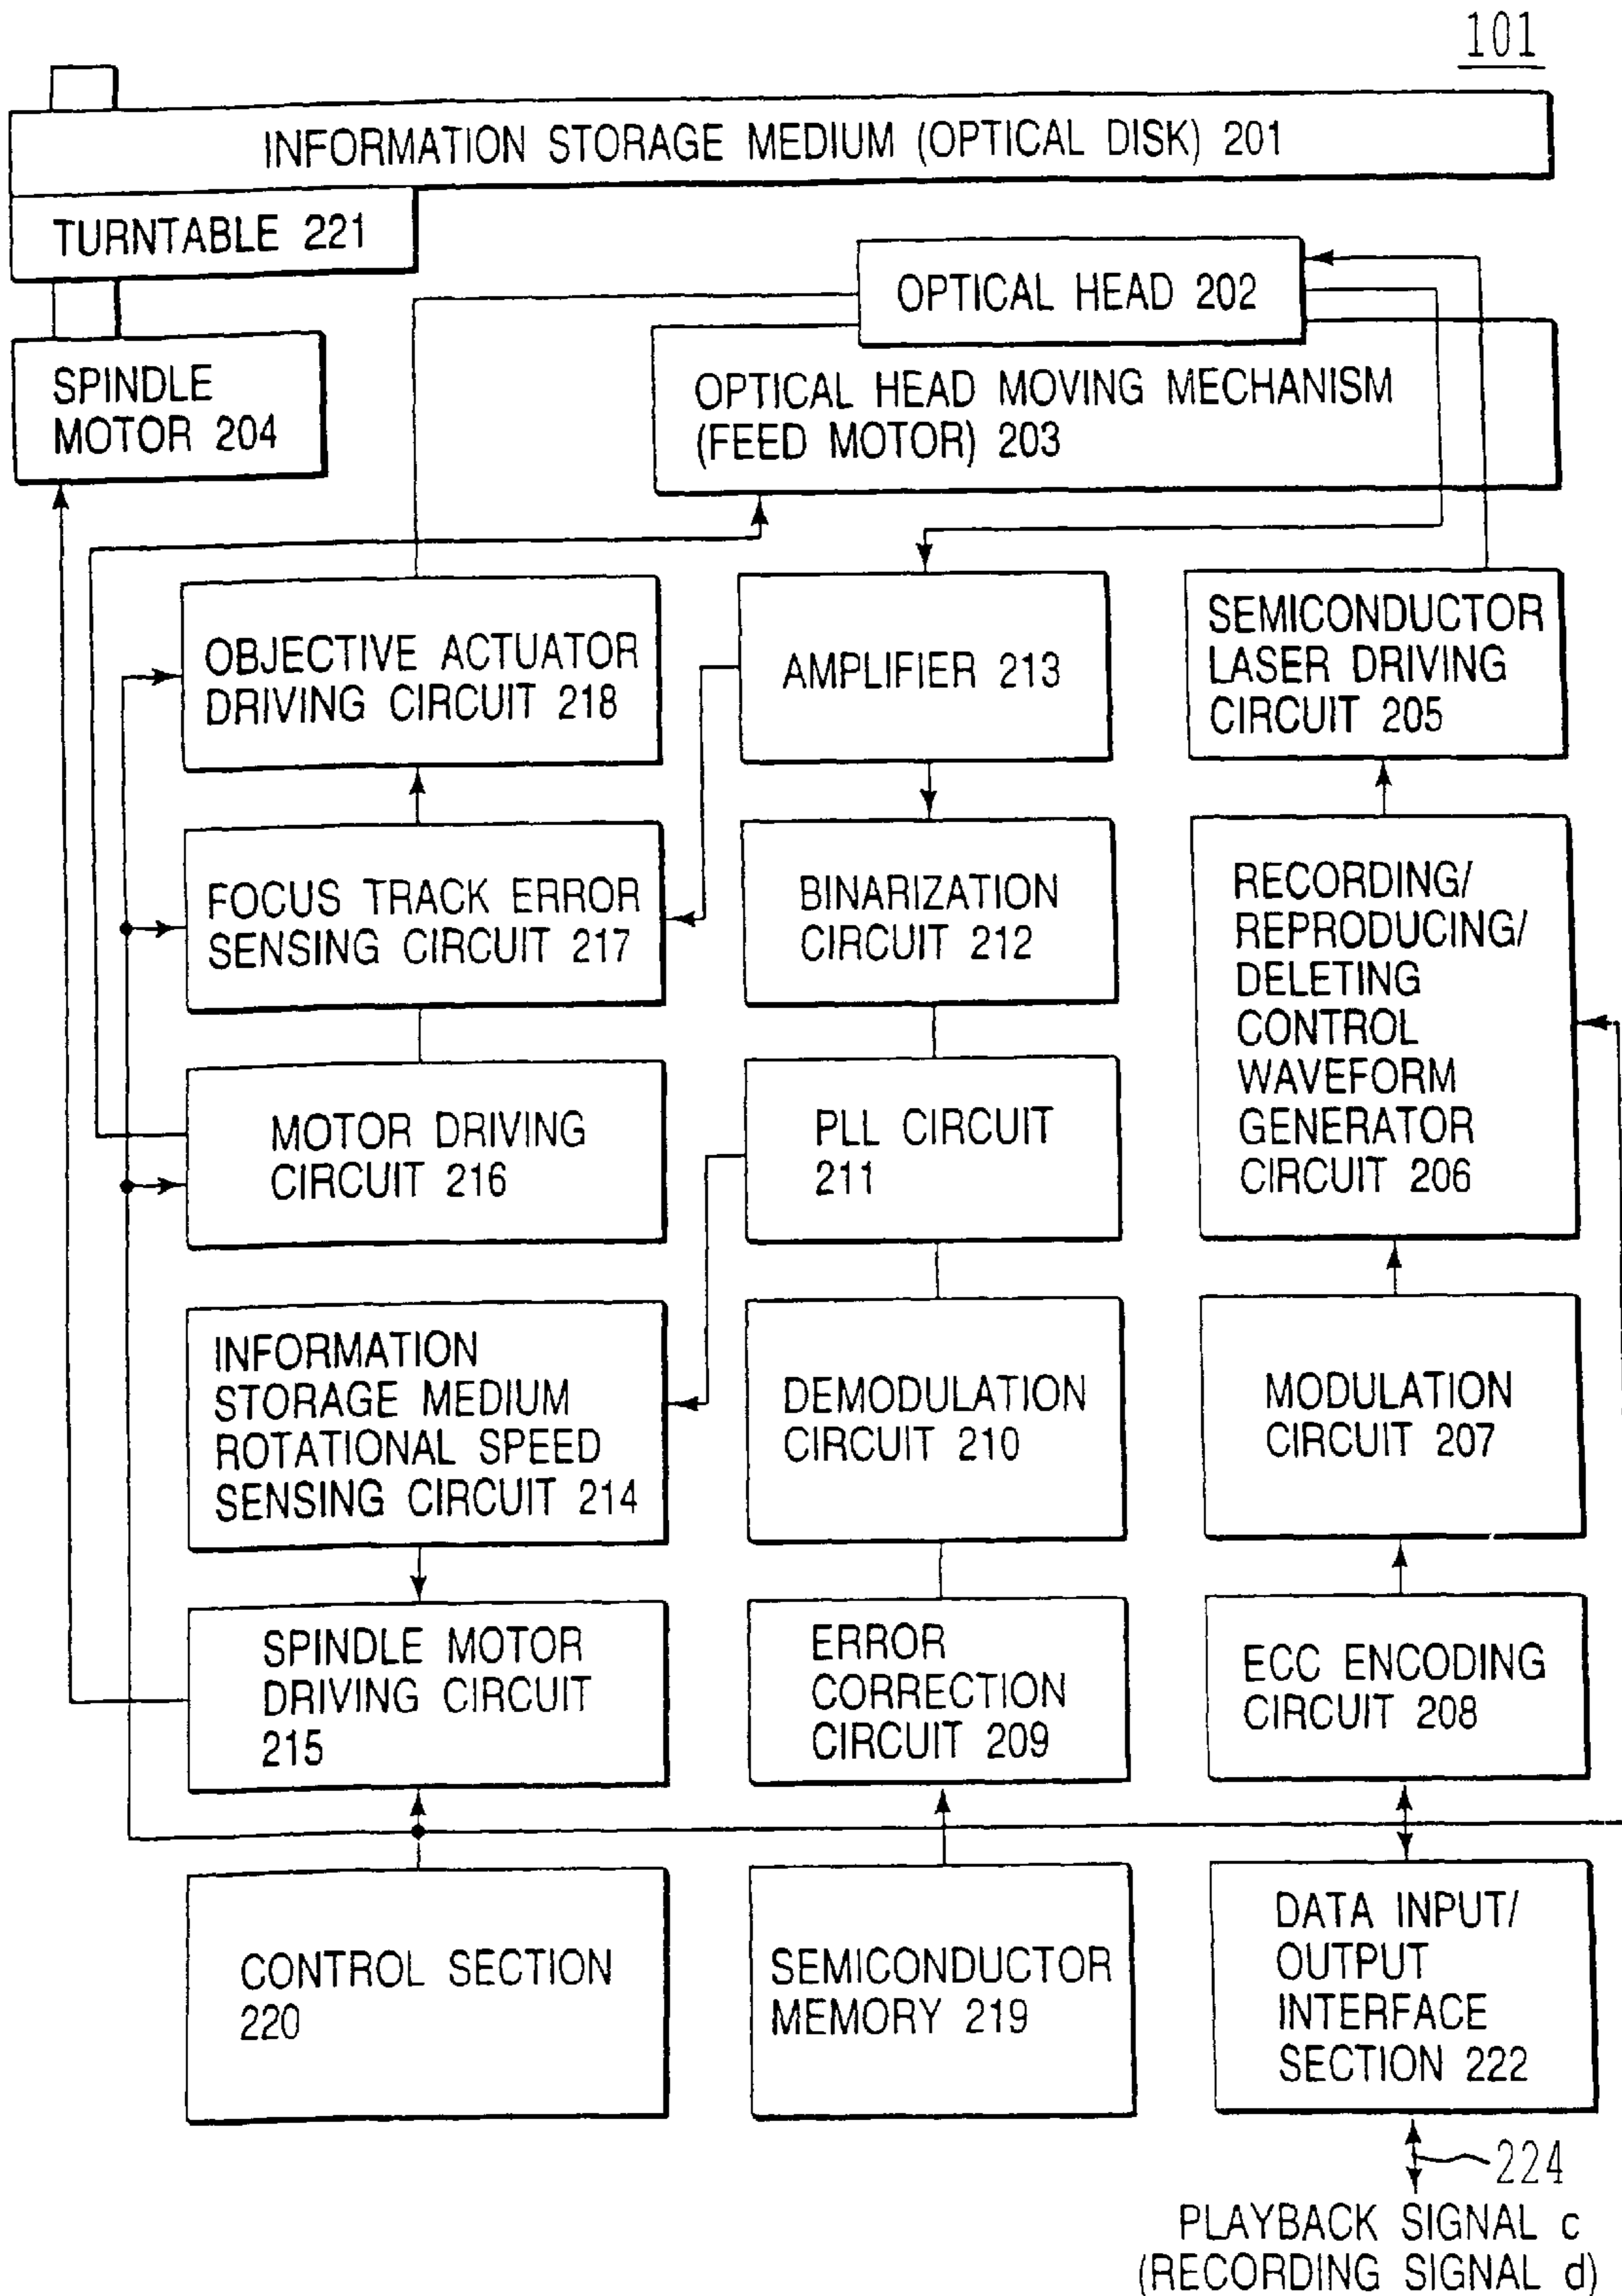 101
INFORMATION STORAGE MEDIUM (OPTICAL DISK) 201
TURNTABLE 221
OPTICAL HEAD 202
SPINDLE
MOTOR 204
OPTICAL HEAD MOVING MECHANISM
(FEED MOTOR) 203
OBJECTIVE ACTUATOR
DRIVING CIRCUIT 218
AMPLIFIER 213
SEMICONDUCTOR
LASER DRIVING
CIRCUIT 205
FOCUS TRACK ERROR
SENSING CIRCUIT 217
BINARIZATION
CIRCUIT 212
RECORDING/
REPRODUCING/
DELETING
CONTROL
WAVEFORM
GENERATOR
CIRCUIT 206
MOTOR DRIVING
CIRCUIT 216
PLL CIRCUIT
211
INFORMATION
STORAGE MEDIUM
ROTATIONAL SPEED
SENSING CIRCUIT 214
DEMODULATION
CIRCUIT 210
MODULATION
CIRCUIT 207
SPINDLE MOTOR
DRIVING CIRCUIT
215
ERROR
CORRECTION
CIRCUIT 209
ECC ENCODING
CIRCUIT 208
CONTROL SECTION
220
SEMICONDUCTOR
MEMORY 219
DATA INPUT/
OUTPUT
INTERFACE
SECTION 222
224
PLAYBACK SIGNAL c
(RECORDING SIGNAL d)